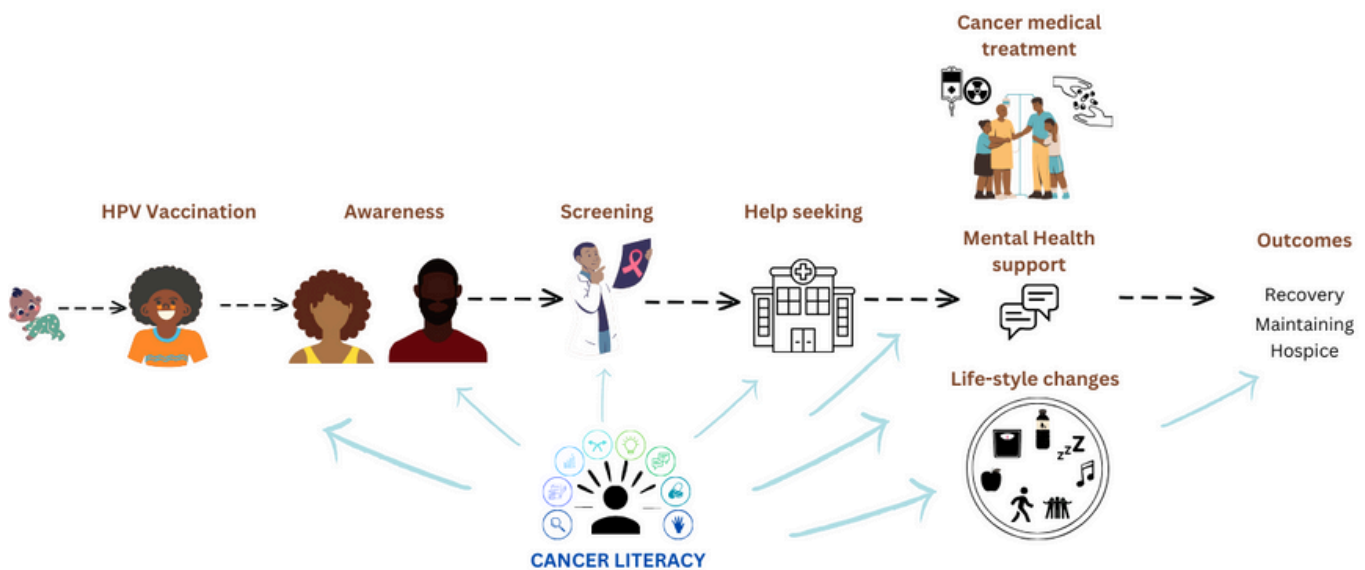 Cancer medical
treatment
HPV Vaccination
Awareness
Screening
Help seeking
Mental Health
support
Outcomes
Recovery
Maintaining
Hospice
Life-style changes
zzZ
CANCER LITERACY